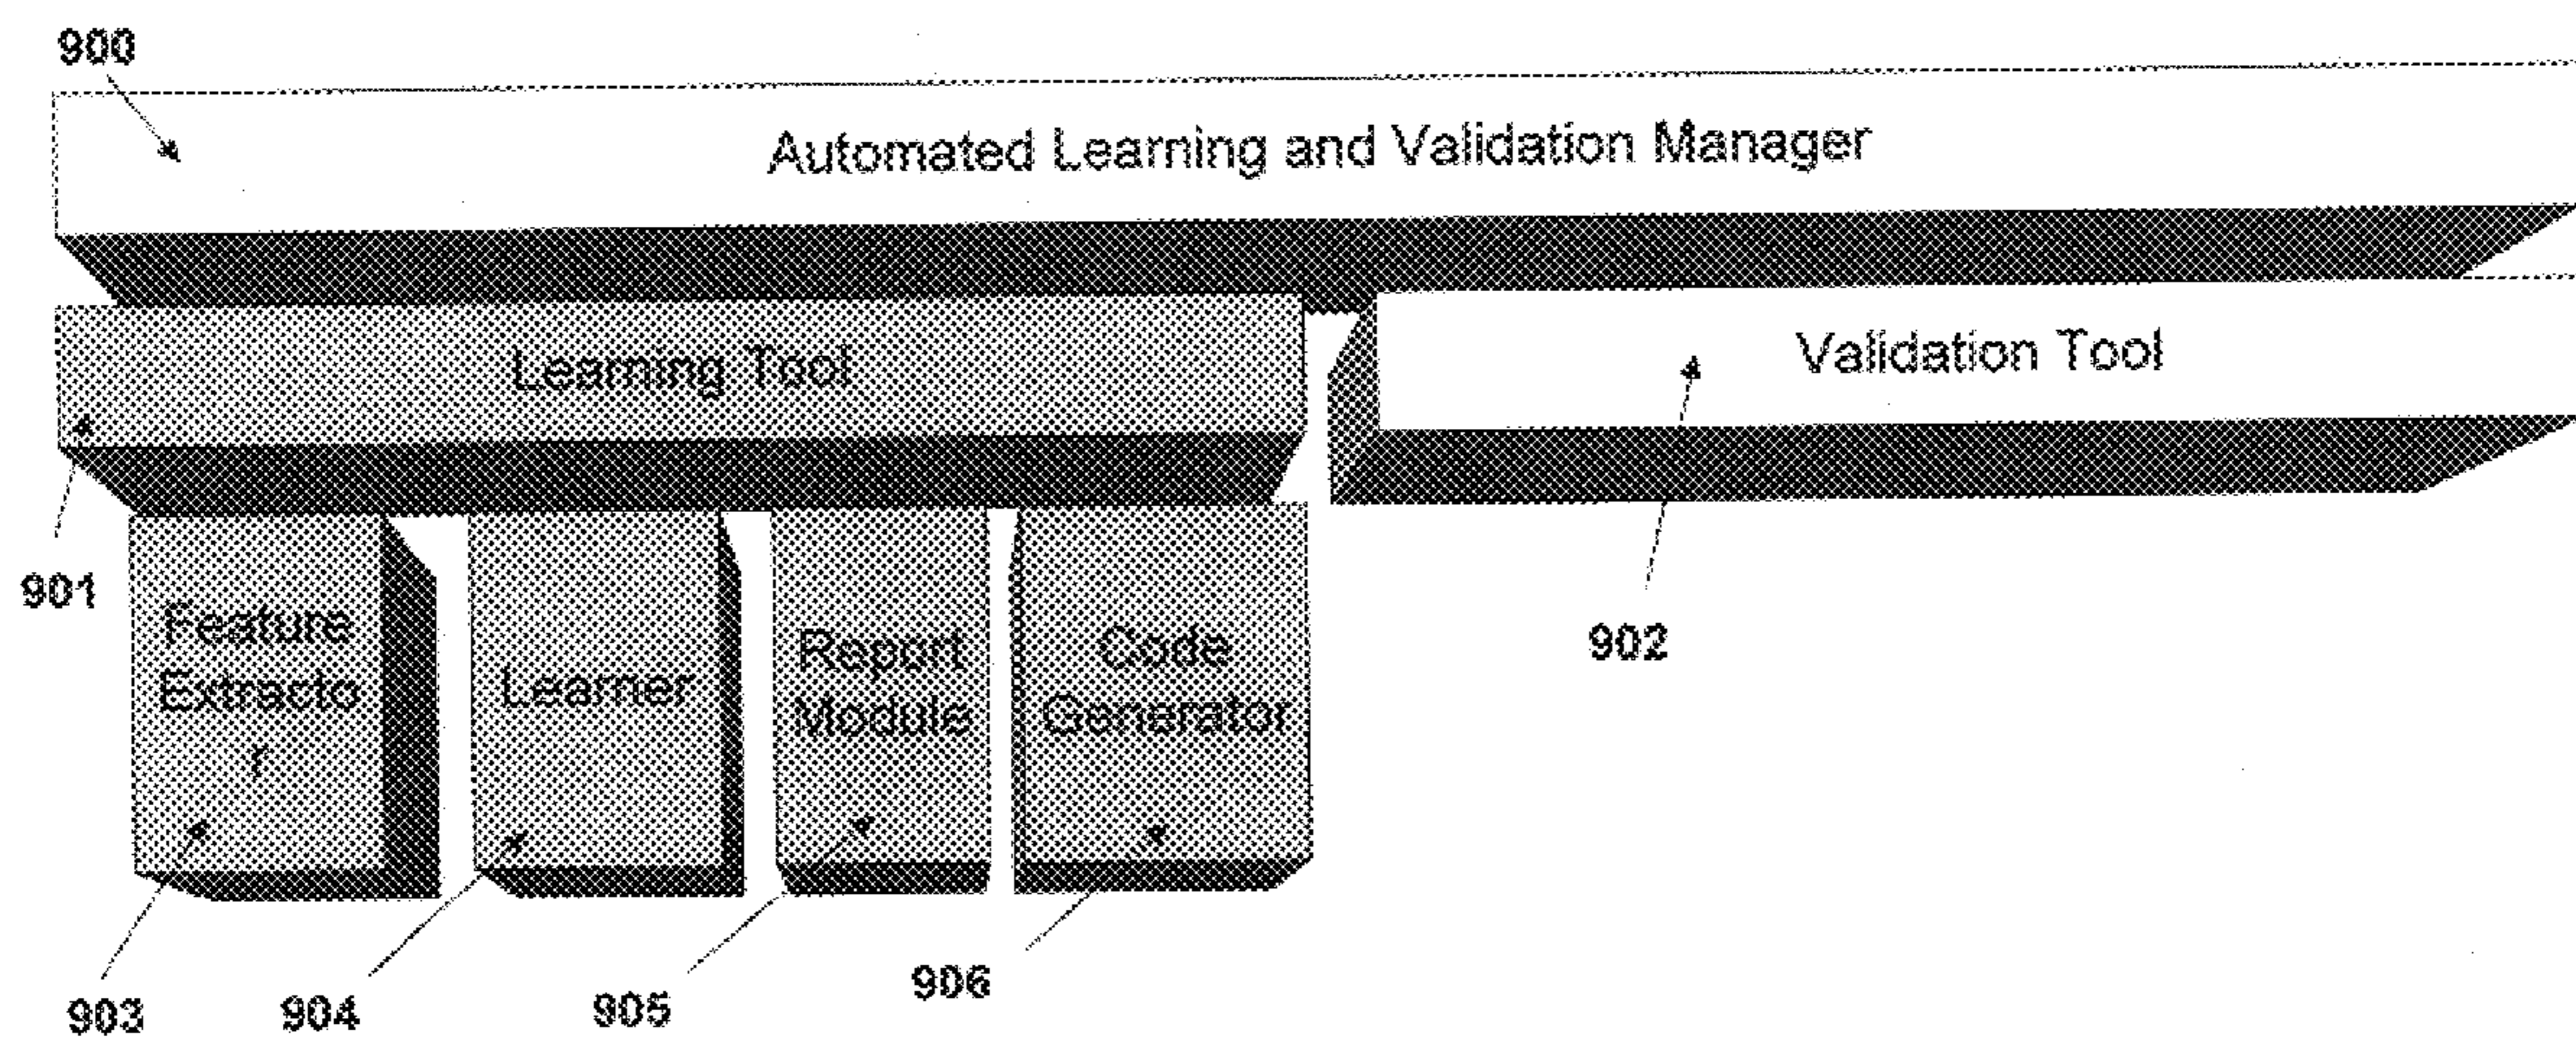 900
Automated Learning and Validation Manager
Learning Tool
Validation Tool
901
902
Feature
Extracto
r
Learner
Report
Module
Code
Generator
903
904
905
906